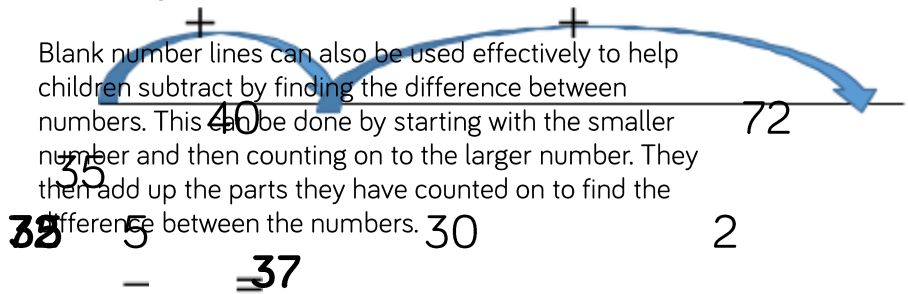 + +
Blank number lines can also be used effectively to help
children subtract by finding the difference between
numbers. This can be done by starting with the smaller
40 72
number and then counting on to the larger number. They
35
then add up the parts they have counted on to find the
difference between the numbers.
5 30 2
− =37